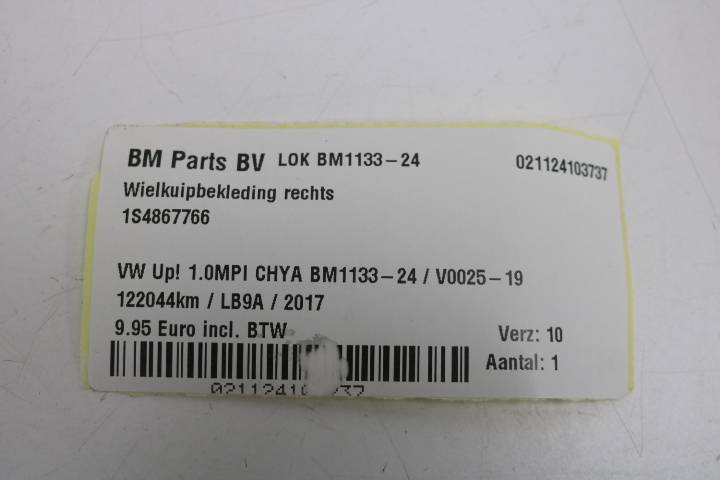 BM Parts BV LOK BM1133-24 021124103737
Wielkuipbekleding rechts
1S4867766
VW Up! 1.0MPI CHYA BM1133-24 / V0025-19
122044km / LB9A / 2017
9.95 Euro incl. BTW Verz: 10
Aantal: 1